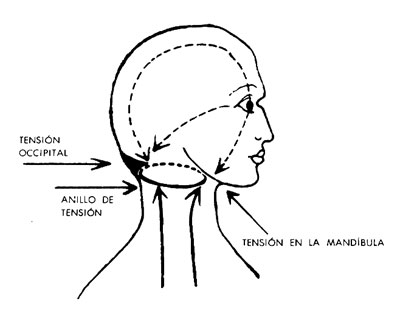 TENSIÓN
OCCIPITAL
ANILLO DE
TENSIÓN
TENSIÓN EN LA MANDÍBULA